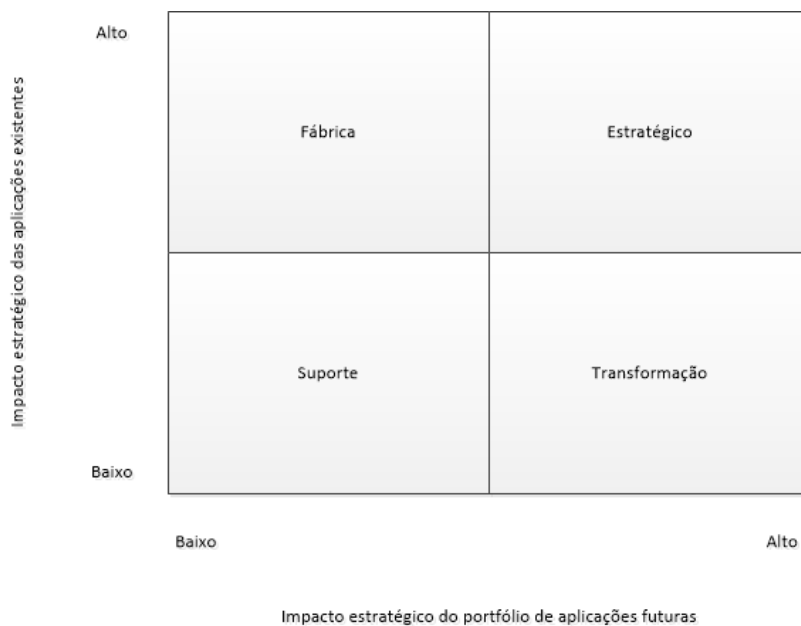 Alto
Impacto estratégico das aplicações existentes
Fábrica
Estratégico
Suporte
Transformação
Baixo
Baixo
Alto
Impacto estratégico do portfólio de aplicações futuras